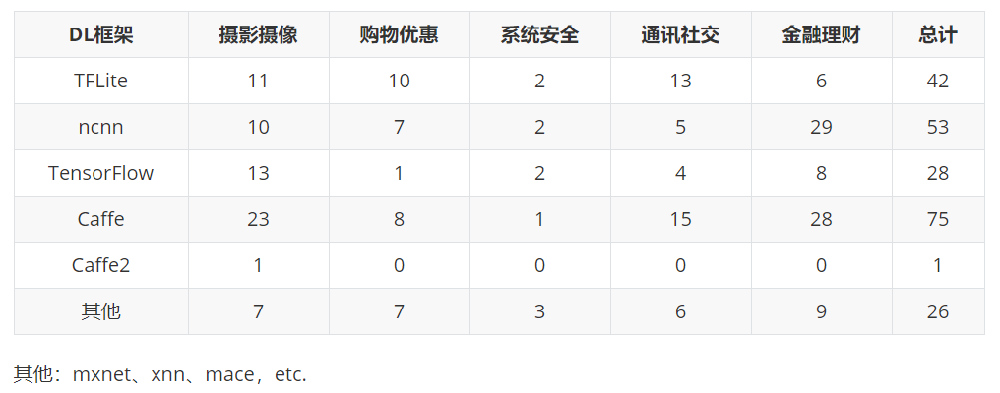 DL框架 摄影摄像 购物优惠 系统安全 通讯社交 金融理财 总计
TFLite 11 10 2 13 6 42
ncnn 10 7 2 5 29 53
TensorFlow 13 1 2 4 8 28
Caffe 23 8 1 15 28 75
Caffe2 1 0 0 0 0 1
其他 7 7 3 6 9 26
其他：mxnet、xnn、mace，etc.